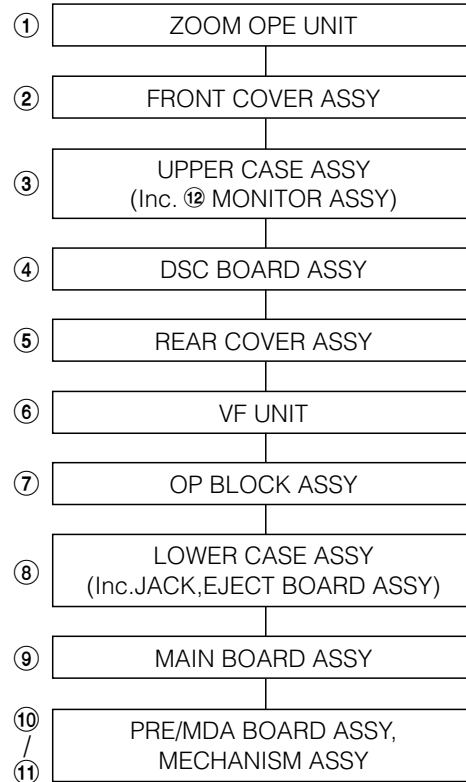 ① ZOOM OPE UNIT
② FRONT COVER ASSY
③ UPPER CASE ASSY
(Inc. ⑫ MONITOR ASSY)
④ DSC BOARD ASSY
⑤ REAR COVER ASSY
⑥ VF UNIT
⑦ OP BLOCK ASSY
⑧ LOWER CASE ASSY
(Inc.JACK,EJECT BOARD ASSY)
⑨ MAIN BOARD ASSY
⑩
/
⑪
PRE/MDA BOARD ASSY,
MECHANISM ASSY